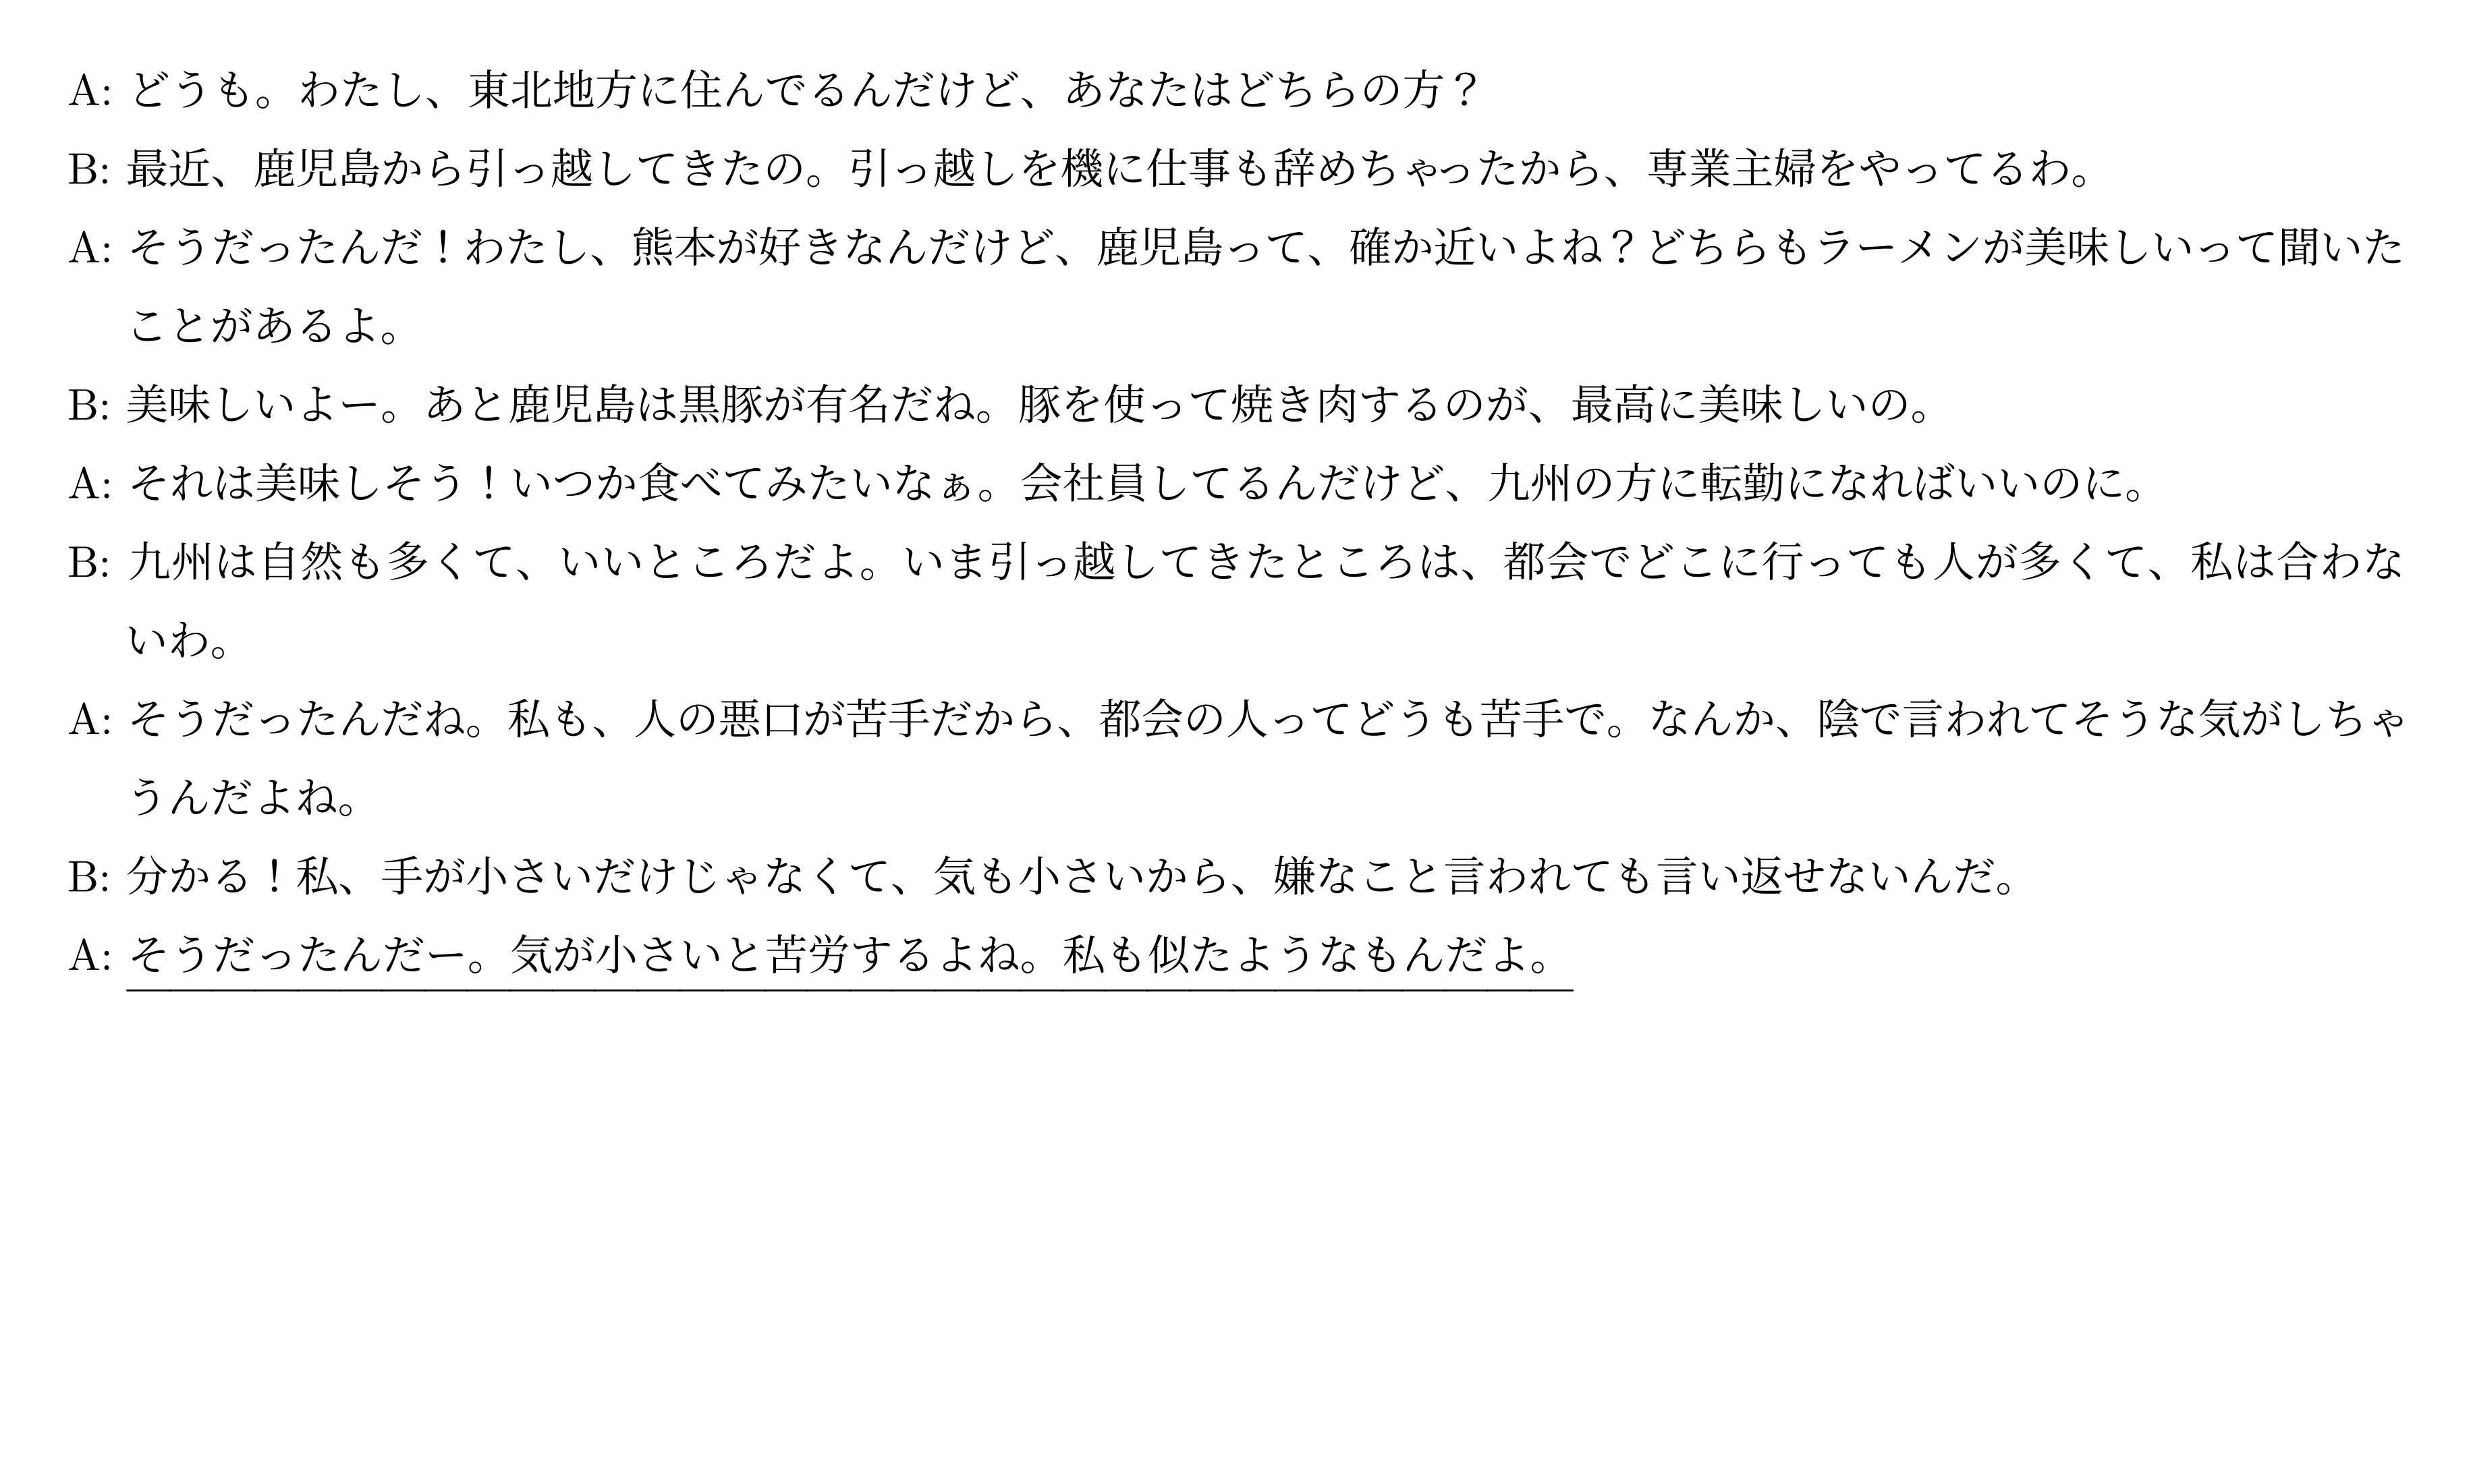 A: どうも。わたし、東北地方に住んでるんだけど、あなたはどちらの方？
B: 最近、鹿児島から引っ越してきたの。引っ越しを機に仕事も辞めちゃったから、専業主婦をやってるわ。
A: そうだったんだ！わたし、熊本が好きなんだけど、鹿児島って、確か近いよね？どちらもラーメンが美味しいって聞いた
ことがあるよ。
B: 美味しいよー。あと鹿児島は黒豚が有名だね。豚を使って焼き肉するのが、最高に美味しいの。
A: それは美味しそう！いつか食べてみたいなぁ。会社員してるんだけど、九州の方に転勤になればいいのに。
B: 九州は自然も多くて、いいところだよ。いま引っ越してきたところは、都会でどこに行っても人が多くて、私は合わな
いわ。
A: そうだったんだね。私も、人の悪口が苦手だから、都会の人ってどうも苦手で。なんか、陰で言われてそうな気がしちゃ
うんだよね。
B: 分かる！私、手が小さいだけじゃなくて、気も小さいから、嫌なこと言われても言い返せないんだ。
A: そうだったんだー。気が小さいと苦労するよね。私も似たようなもんだよ。